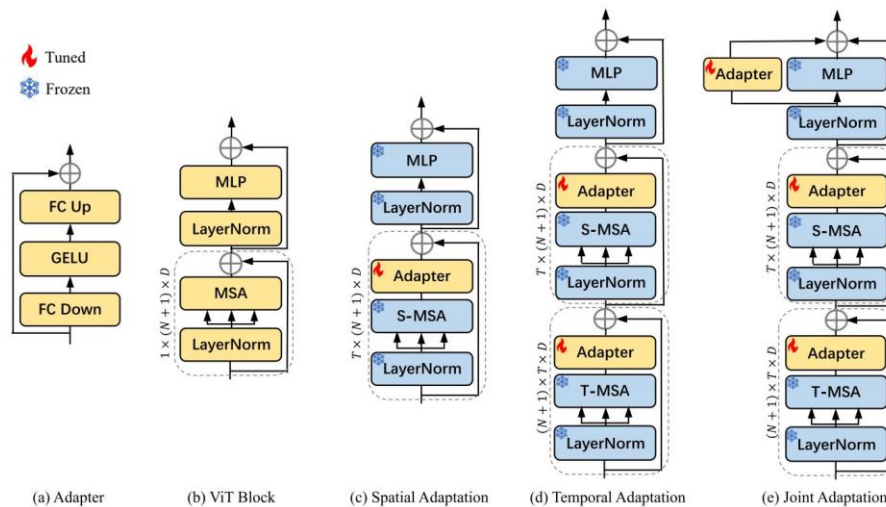 Tuned
Frozen
FC Up
GELU
FC Down
(a) Adapter
MLP
LayerNorm
MSA
LayerNorm
1 × (N + 1) × D
(b) ViT Block
MLP
LayerNorm
Adapter
S-MSA
LayerNorm
T × (N + 1) × D
(c) Spatial Adaptation
MLP
LayerNorm
Adapter
S-MSA
LayerNorm
T × (N + 1) × D
Adapter
T-MSA
LayerNorm
(N + 1) × T × D
(d) Temporal Adaptation
Adapter
MLP
LayerNorm
Adapter
S-MSA
LayerNorm
T × (N + 1) × D
Adapter
T-MSA
LayerNorm
(N + 1) × T × D
(e) Joint Adaptation